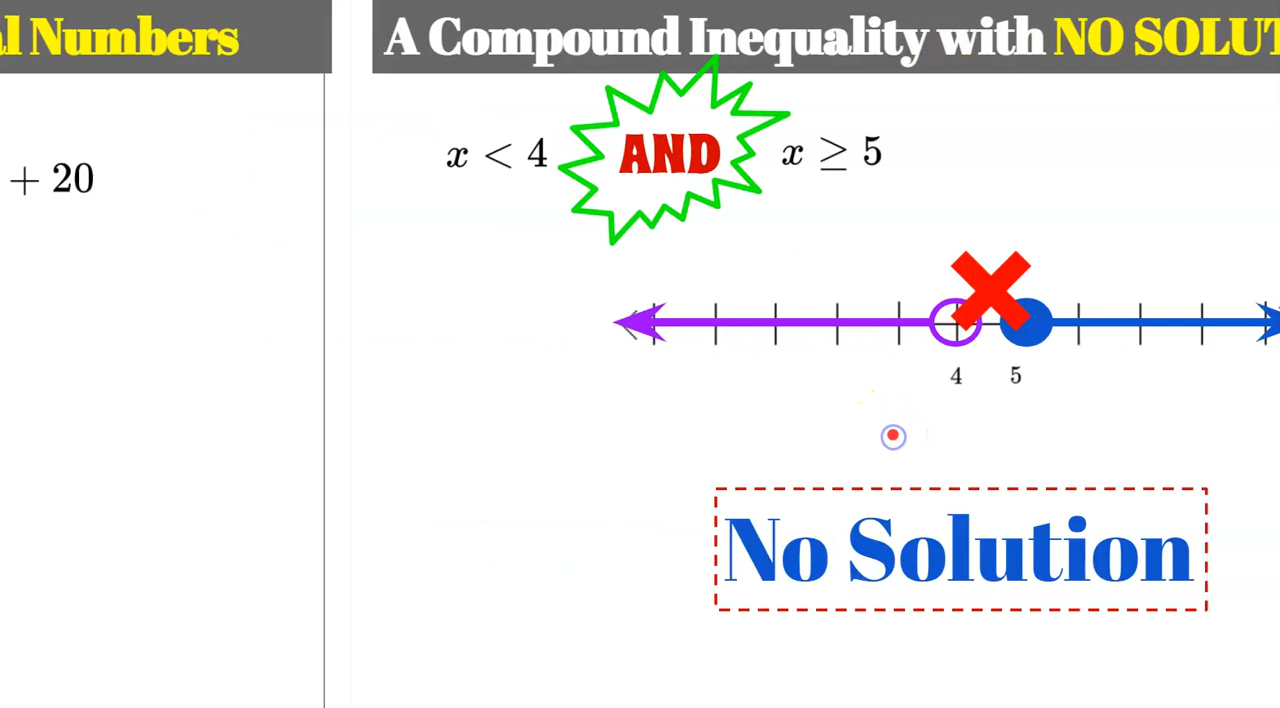 al Numbers
+ 20
A Compound Inequality with NO SOLUT
x < 4 AND x ≥ 5
4 5
No Solution